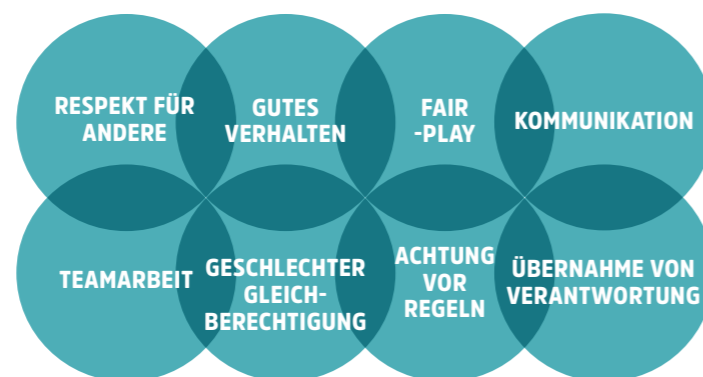 RESPEKT FÜR
ANDERE
GUTES
VERHALTEN
FAIR
-PLAY
KOMMUNIKATION
TEAMARBEIT
GESCHLECHTER
GLEICH-
BERECHTIGUNG
ACHTUNG
VOR
REGELN
ÜBERNAHME VON
VERANTWORTUNG